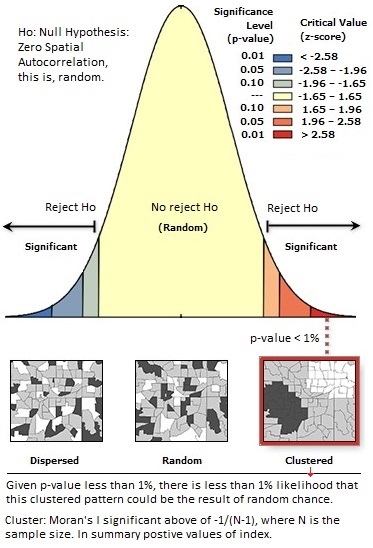 Ho: Null Hypothesis:
Zero Spatial
Autocorrelation,
this is, random.
Significance
Level
(p-value)
Critical Value
(z-score)
0.01 < -2.58
0.05 -2.58 – -1.96
0.10 -1.96 – -1.65
--- -1.65 – 1.65
0.10 1.65 – 1.96
0.05 1.96 – 2.58
0.01 > 2.58
Reject Ho
No reject Ho
Reject Ho
Significant
(Random)
Significant
p-value < 1%
Dispersed
Random
Clustered
Given p-value less than 1%, there is less than 1% likelihood that
this clustered pattern could be the result of random chance.
Cluster: Moran's I significant above of -1/(N-1), where N is the
sample size. In summary postive values of index.